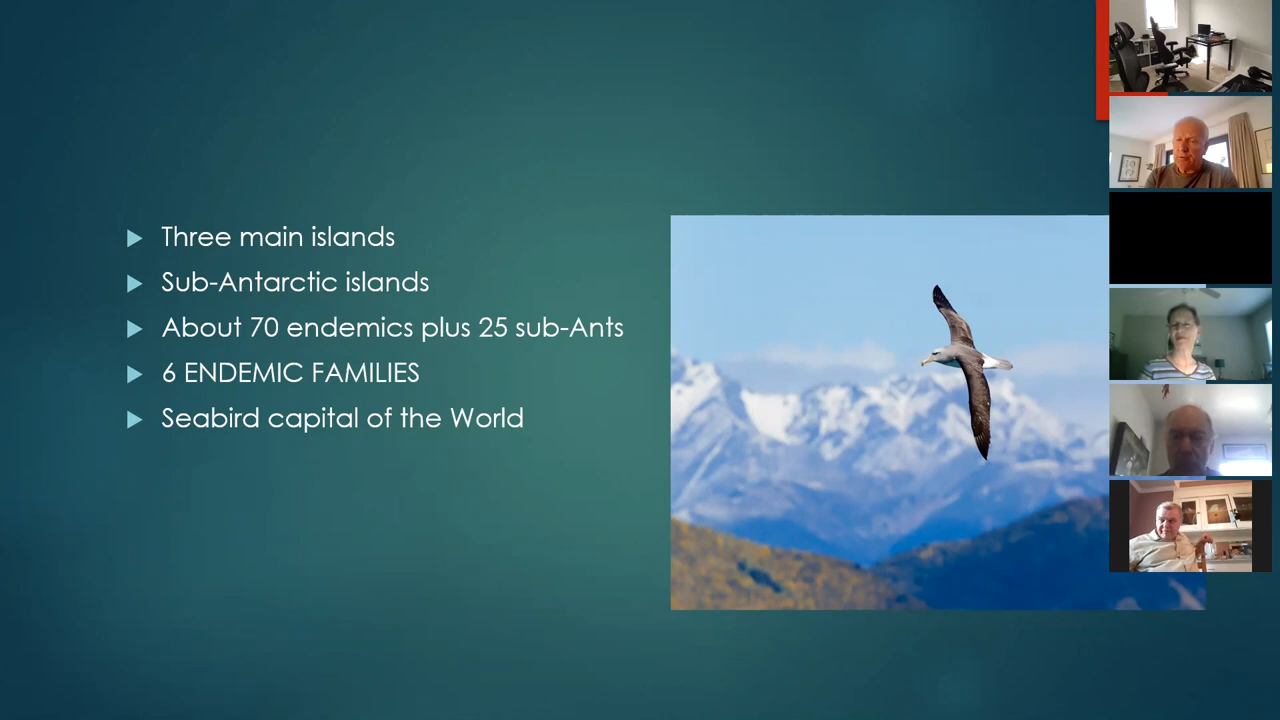 Three main islands
Sub-Antarctic islands
About 70 endemics plus 25 sub-Ants
6 ENDEMIC FAMILIES
Seabird capital of the World